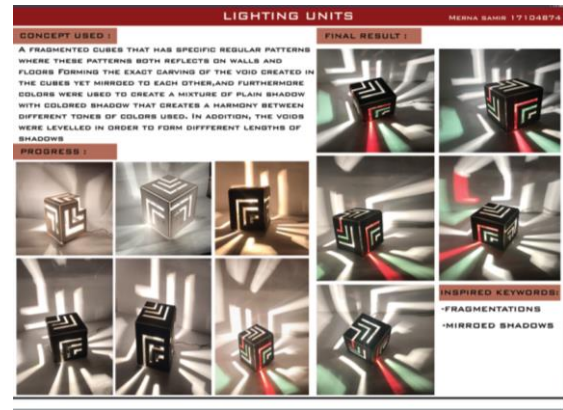 LIGHTING UNITS
MERNA SAMIR 17104874
CONCEPT USED :
A FRAGMENTED CUBES THAT HAS SPECIFIC REGULAR PATTERNS
WHERE THESE PATTERNS BOTH REFLECTS ON WALLS AND
FLOORS FORMING THE EXACT CARVING OF THE VOID CREATED IN
THE CUBES YET MIRROED TO EACH OTHER,AND FURTHERMORE
COLORS WERE USED TO CREATE A MIXTURE OF PLAIN SHADOW
WITH COLORED SHADOW THAT CREATES A HARMONY BETWEEN
DIFFERENT TONES OF COLORS USED. IN ADDITION, THE VOIDS
WERE LEVELLED IN ORDER TO FORM DIFFFERENT LENGTHS OF
SHADOWS
PROGRESS :
FINAL RESULT :
INSPIRED KEYWORDS:
-FRAGMENTATIONS
-MIRROED SHADOWS